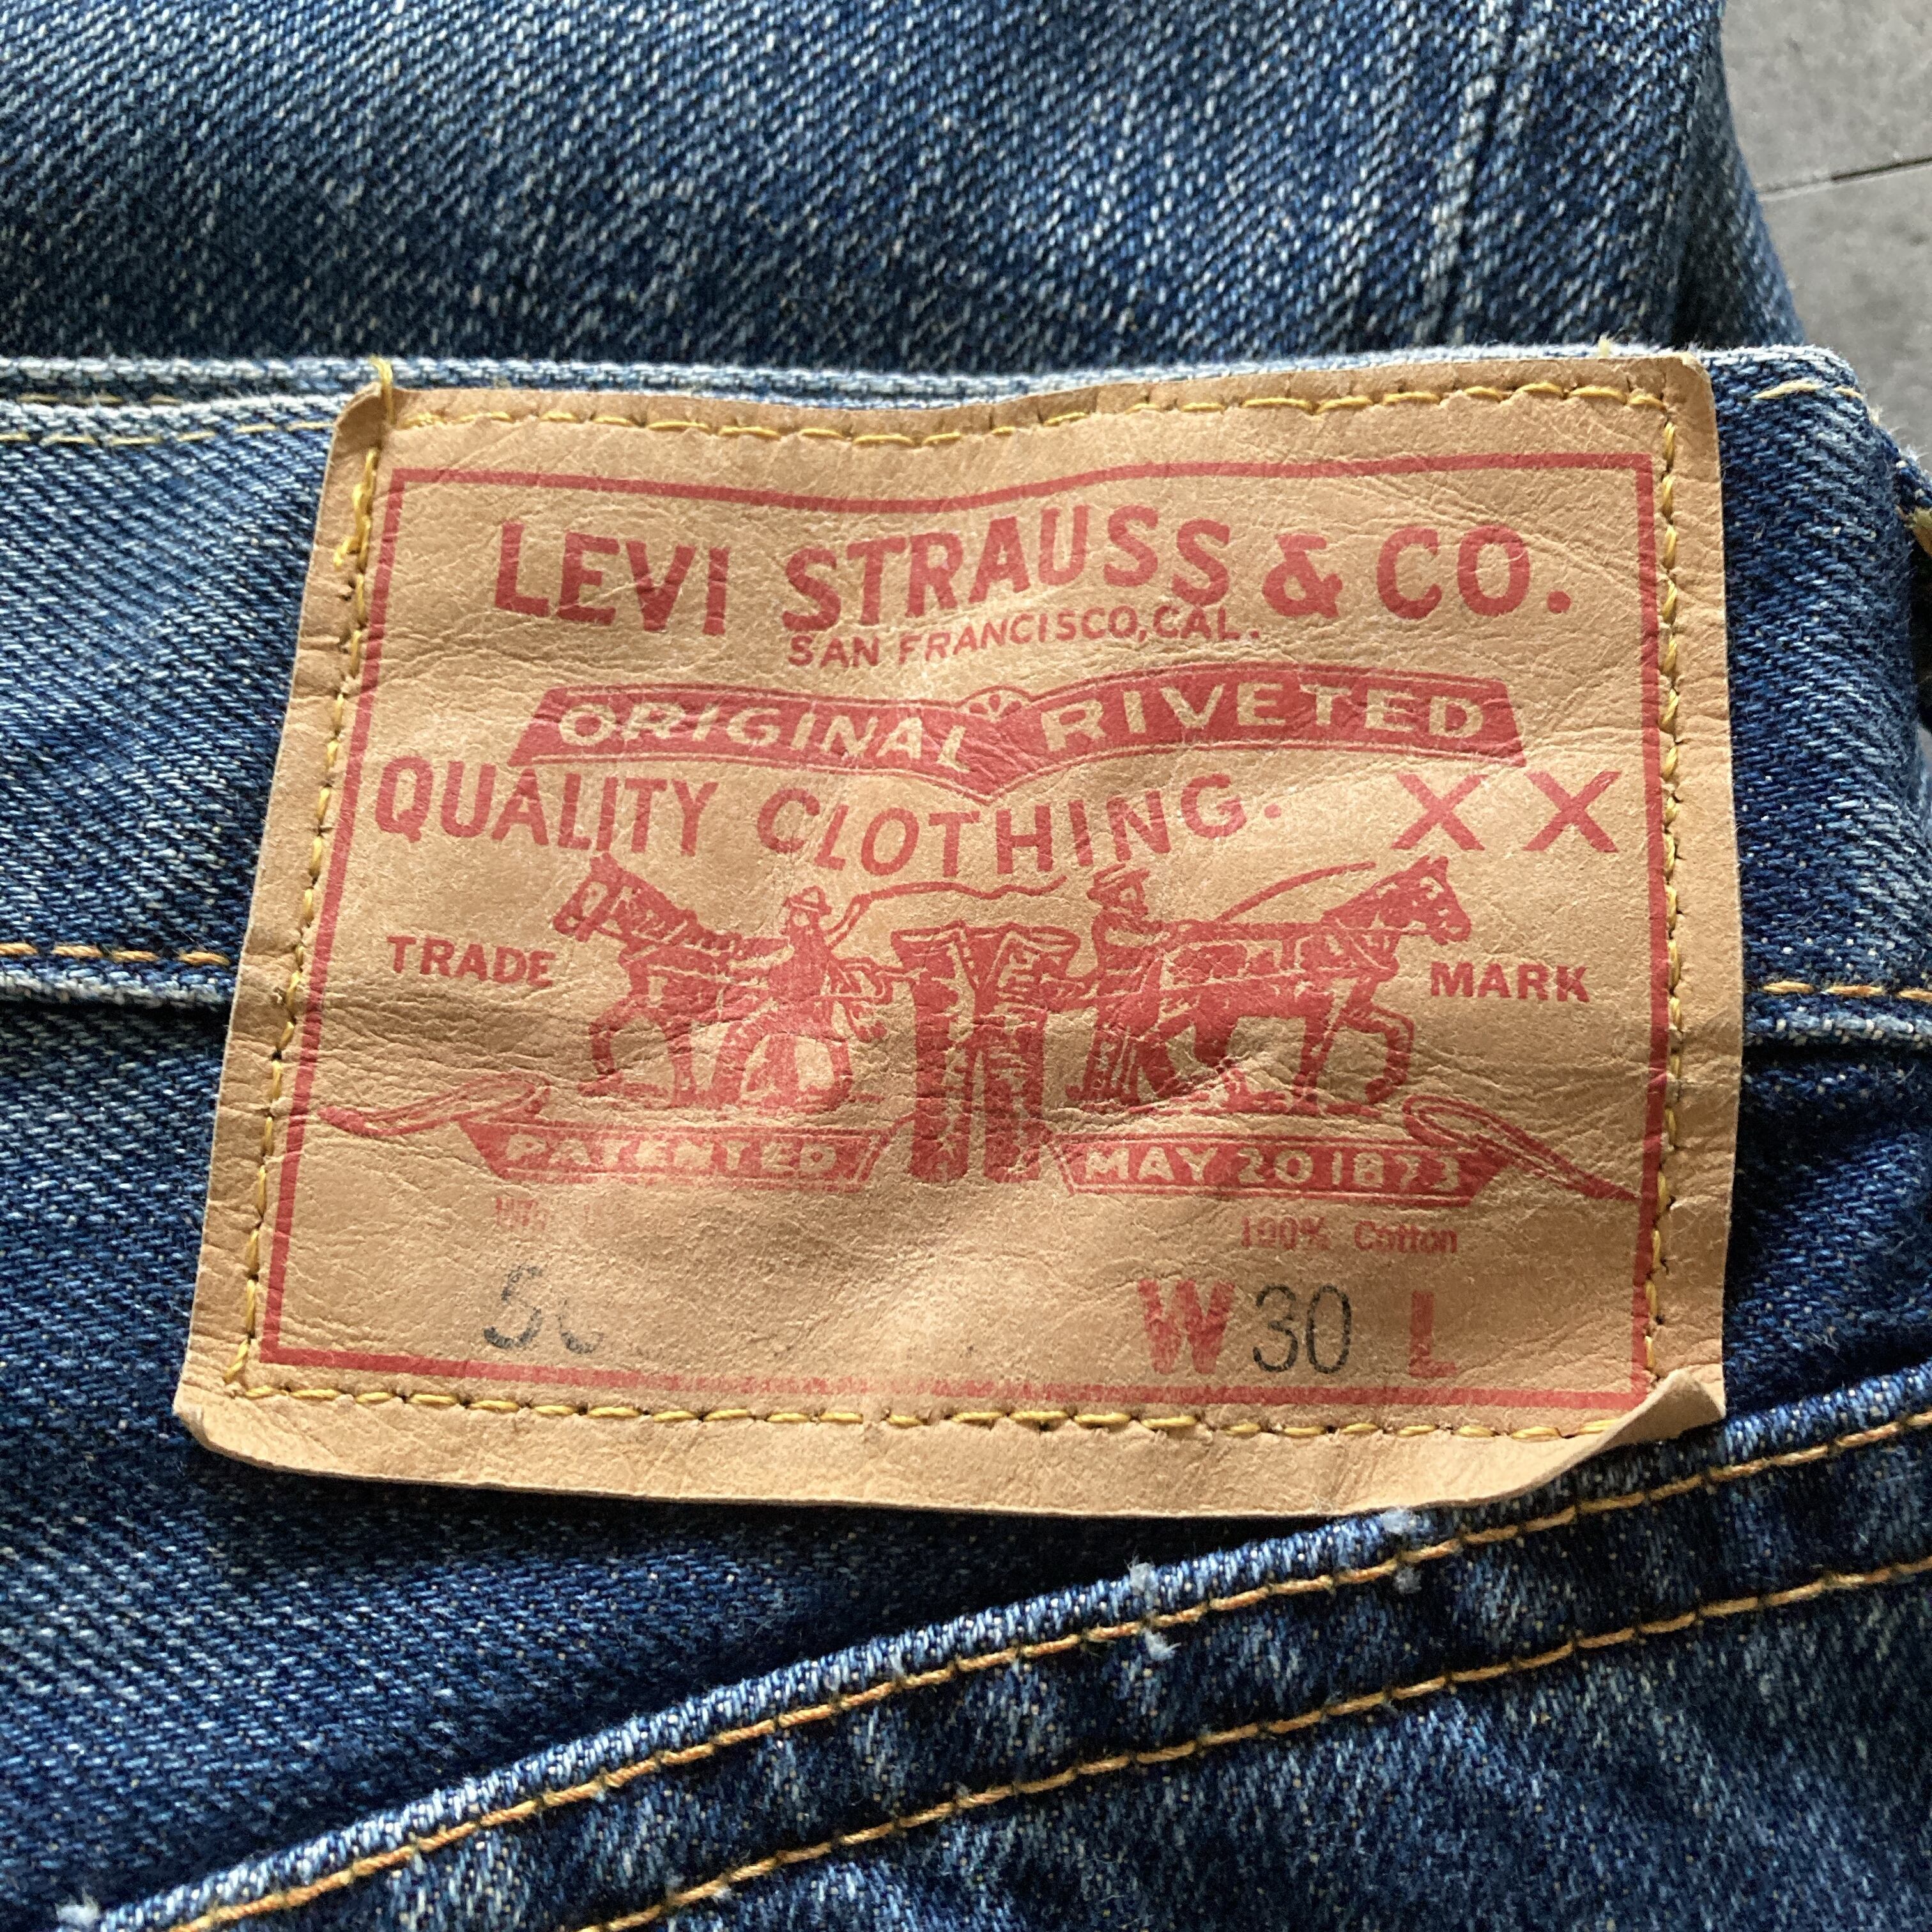 LEVI STRAUSS & CO.
SAN FRANCISCO, CAL.
ORIGINAL RIVETED
QUALITY CLOTHING. XX
TRADE MARK
PATENTED MAY 20 1873
100% Cotton
W 30 L